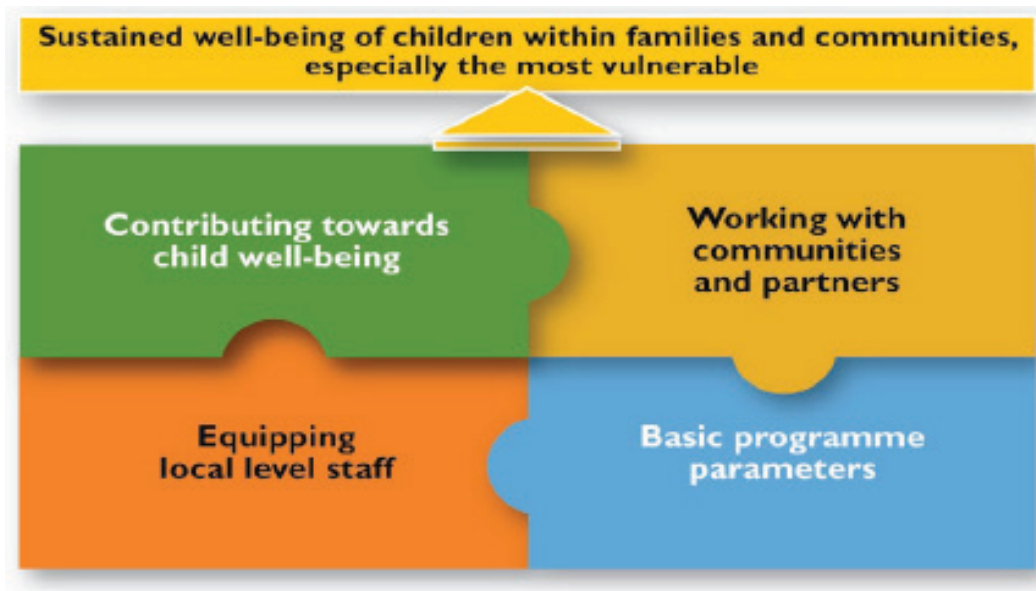 Sustained well-being of children within families and communities,
especially the most vulnerable
Contributing towards
child well-being
Working with
communities
and partners
Equipping
local level staff
Basic programme
parameters